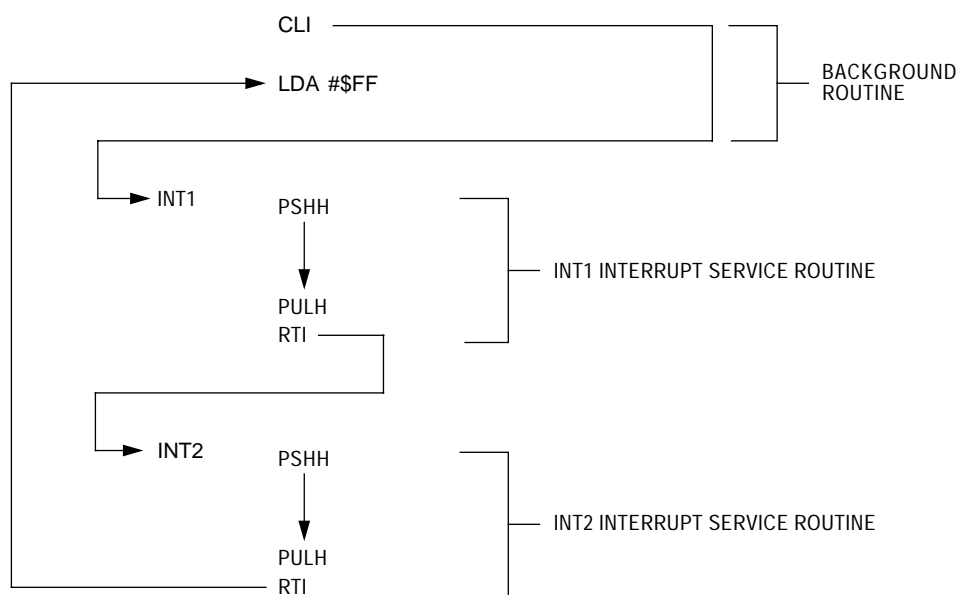 CLI
LDA #$FF
BACKGROUND
ROUTINE
INT1
PSHH
INT1 INTERRUPT SERVICE ROUTINE
PULH
RTI
INT2
PSHH
INT2 INTERRUPT SERVICE ROUTINE
PULH
RTI